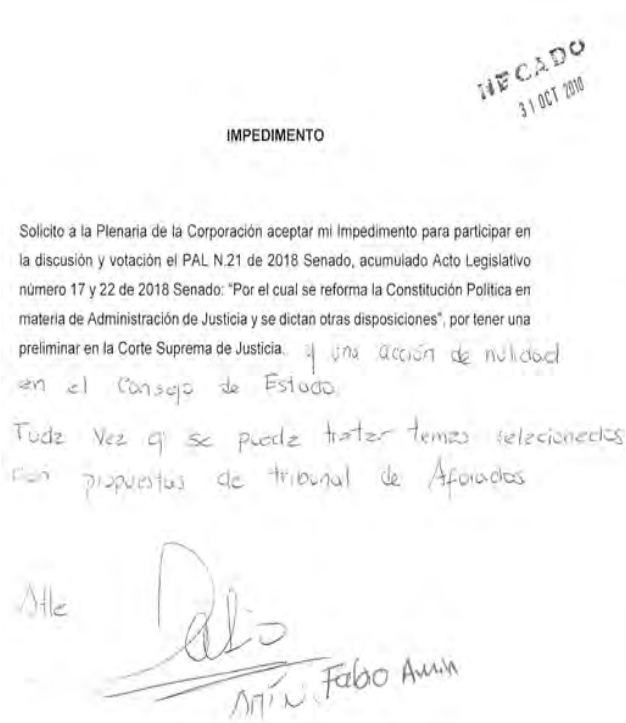 NECADO
31 OCT 2018
IMPEDIMENTO
Solicito a la Plenaria de la Corporación aceptar mi Impedimento para participar en
la discusión y votación el PAL N.21 de 2018 Senado, acumulado Acto Legislativo
número 17 y 22 de 2018 Senado: “Por el cual se reforma la Constitución Política en
materia de Administración de Justicia y se dictan otras disposiciones”, por tener una
preliminar en la Corte Suprema de Justicia. y una acción de nulidad
en el Consejo de Estado.
Toda vez q se puede tratar temas relacionados
con propuestas de tribunal de Aforados
Atte
Fabio
Amín Fabio Amin